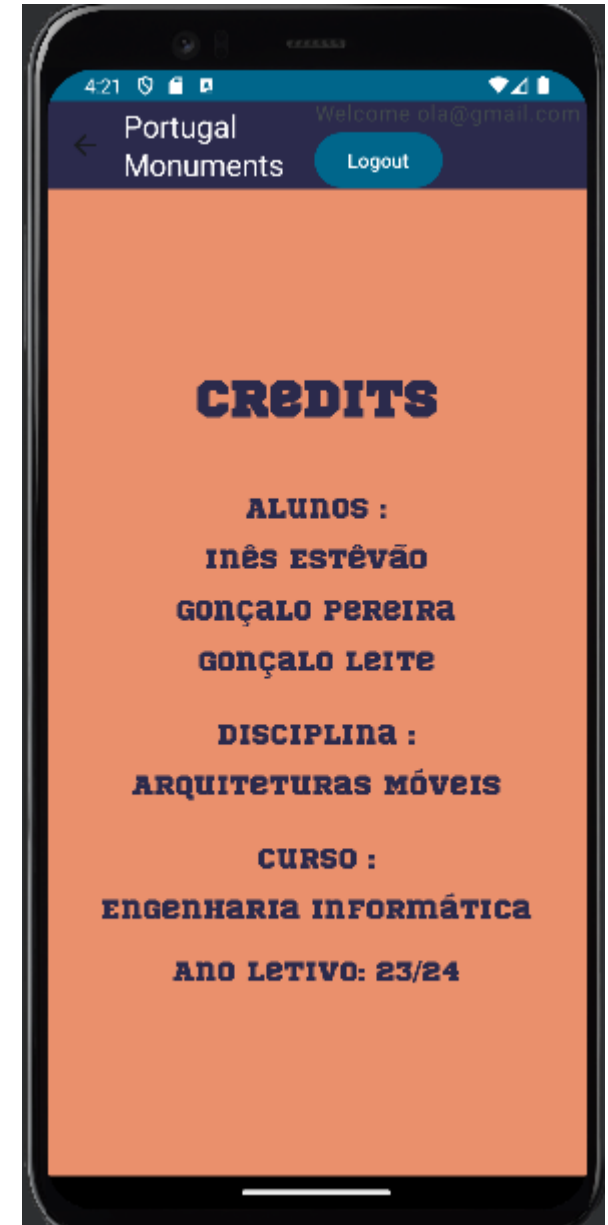 4:21
Welcome ola@gmail.com
Portugal
Monuments
Logout
CREDITS
ALUNOS :
INÊS ESTÊVÃO
GONÇALO PEREIRA
GONÇALO LEITE
DISCIPLINA :
ARQUITETURAS MÓVEIS
CURSO :
ENGENHARIA INFORMÁTICA
ANO LETIVO: 23/24